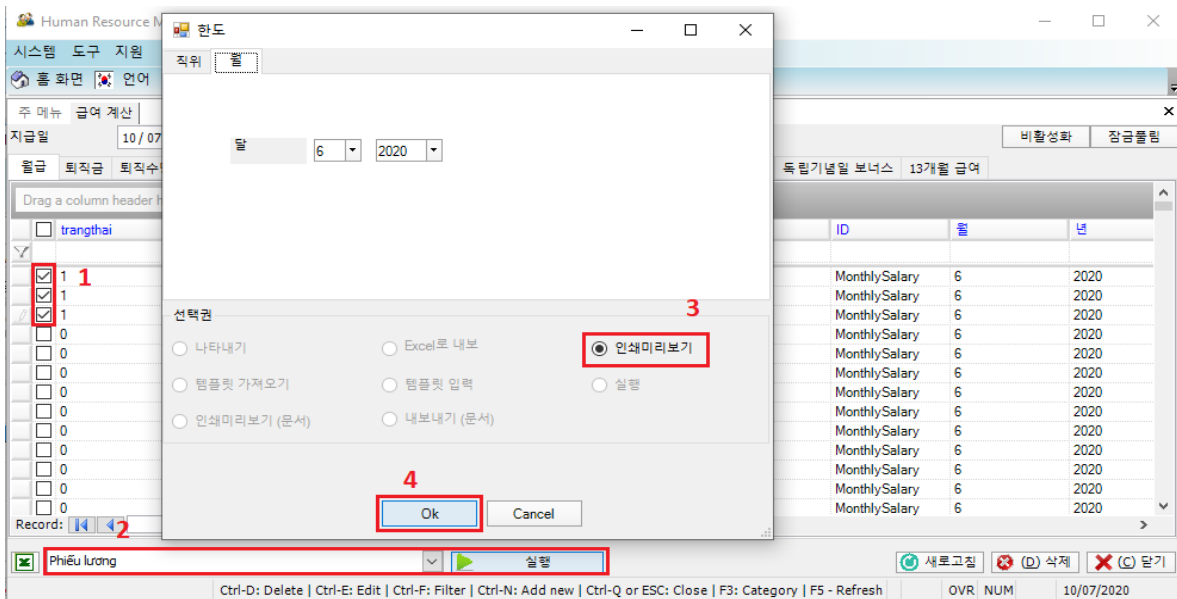 Human Resource M
한도
시스템 도구 지원
직위 월
홈 화면 언어
주 메뉴 급여 계산
지급일 10 / 07 비활성화 잠금풀림
달 6 2020
월급 퇴직금 독립기념일 보너스 13개월 급여
Drag a column header h
trangthai ID 월 년
1 1 MonthlySalary 6 2020
1 MonthlySalary 6 2020
1 MonthlySalary 6 2020
선택권 3
0 MonthlySalary 6 2020
나타내기 Excel로 내보 인쇄미리보기
0 MonthlySalary 6 2020
0 MonthlySalary 6 2020
템플릿 가져오기 템플릿 입력 실행
0 MonthlySalary 6 2020
0 MonthlySalary 6 2020
인쇄미리보기 (문서) 내보내기 (문서)
0 MonthlySalary 6 2020
0 MonthlySalary 6 2020
0 MonthlySalary 6 2020
4
0 MonthlySalary 6 2020
Ok Cancel
0 MonthlySalary 6 2020
Record:
2
Phiếu lương 실행 새로고침 (D) 삭제 (C) 닫기
Ctrl-D: Delete | Ctrl-E: Edit | Ctrl-F: Filter | Ctrl-N: Add new | Ctrl-Q or ESC: Close | F3: Category | F5 - Refresh OVR NUM 10/07/2020